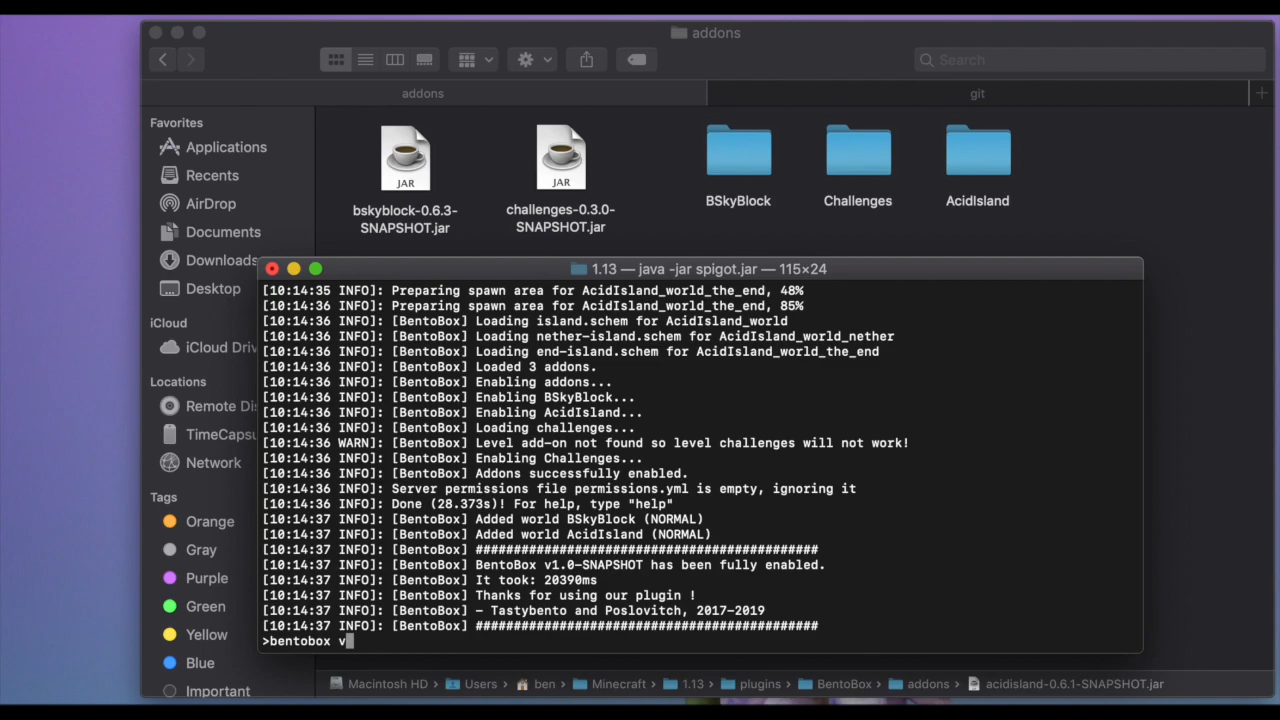 addons
Search
addons
git
Favorites
Applications
Recents
AirDrop
Documents
Downloads
Desktop
iCloud
iCloud Driv
Locations
Remote Dis
TimeCapsu
Network
Tags
Orange
Gray
Purple
Green
Yellow
Blue
Important
JAR
bskyblock-0.6.3-
SNAPSHOT.jar
JAR
challenges-0.3.0-
SNAPSHOT.jar
BSkyBlock
Challenges
AcidIsland
1.13 — java -jar spigot.jar — 115×24
[10:14:35 INFO]: Preparing spawn area for AcidIsland_world_the_end, 48%
[10:14:36 INFO]: Preparing spawn area for AcidIsland_world_the_end, 85%
[10:14:36 INFO]: [BentoBox] Loading island.schem for AcidIsland_world
[10:14:36 INFO]: [BentoBox] Loading nether-island.schem for AcidIsland_world_nether
[10:14:36 INFO]: [BentoBox] Loading end-island.schem for AcidIsland_world_the_end
[10:14:36 INFO]: [BentoBox] Loaded 3 addons.
[10:14:36 INFO]: [BentoBox] Enabling addons...
[10:14:36 INFO]: [BentoBox] Enabling BSkyBlock...
[10:14:36 INFO]: [BentoBox] Enabling AcidIsland...
[10:14:36 INFO]: [BentoBox] Loading challenges...
[10:14:36 WARN]: [BentoBox] Level add-on not found so level challenges will not work!
[10:14:36 INFO]: [BentoBox] Enabling Challenges...
[10:14:36 INFO]: [BentoBox] Addons successfully enabled.
[10:14:36 INFO]: Server permissions file permissions.yml is empty, ignoring it
[10:14:36 INFO]: Done (28.373s)! For help, type "help"
[10:14:37 INFO]: [BentoBox] Added world BSkyBlock (NORMAL)
[10:14:37 INFO]: [BentoBox] Added world AcidIsland (NORMAL)
[10:14:37 INFO]: [BentoBox] #############################################
[10:14:37 INFO]: [BentoBox] BentoBox v1.0-SNAPSHOT has been fully enabled.
[10:14:37 INFO]: [BentoBox] It took: 20390ms
[10:14:37 INFO]: [BentoBox] Thanks for using our plugin !
[10:14:37 INFO]: [BentoBox] - Tastybento and Poslovitch, 2017-2019
[10:14:37 INFO]: [BentoBox] #############################################
>bentobox v
Macintosh HD › Users › ben › Minecraft › 1.13 › plugins › BentoBox › addons › acidisland-0.6.1-SNAPSHOT.jar